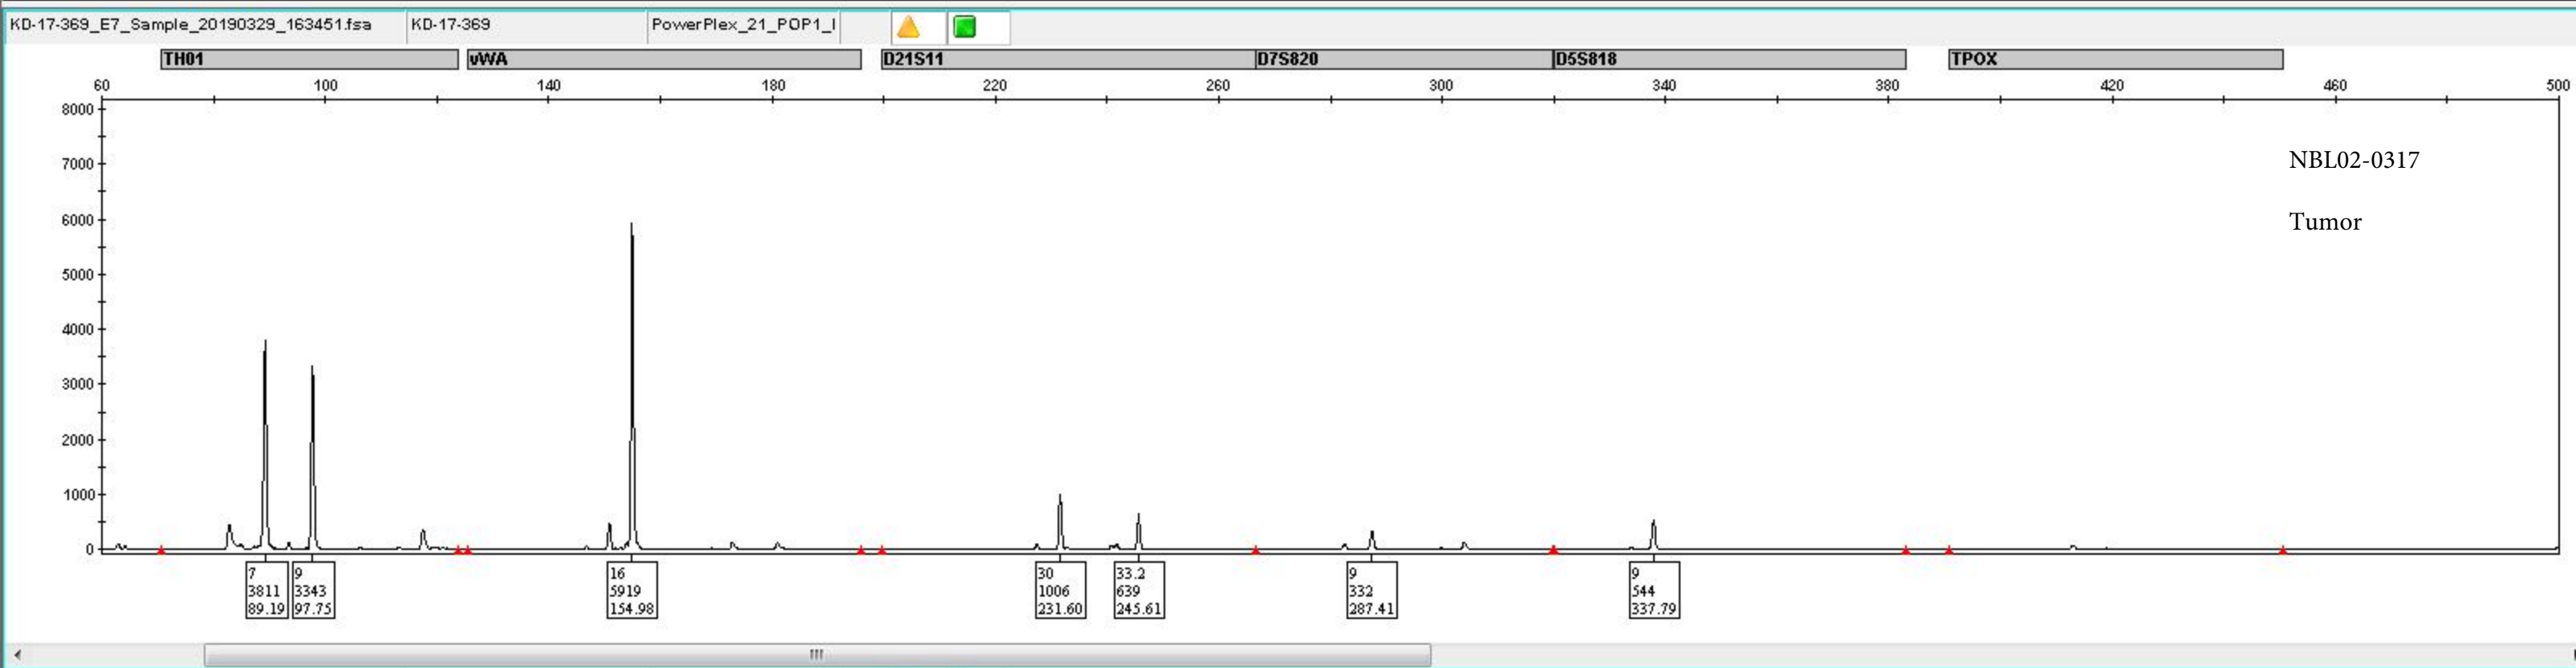 KD-17-369_E7_Sample_20190329_163451.fsa KD-17-369 PowerPlex_21_POP1_I
TH01 vWA D21S11 D7S820 D5S818 TPOX
60 100 140 180 220 260 300 340 380 420 460 500
8000
7000
6000
5000
4000
3000
2000
1000
0
NBL02-0317
Tumor
7 9 16 30 33.2 9 9
3811 3343 5919 1006 639 332 544
89.19 97.75 154.98 231.60 245.61 287.41 337.79